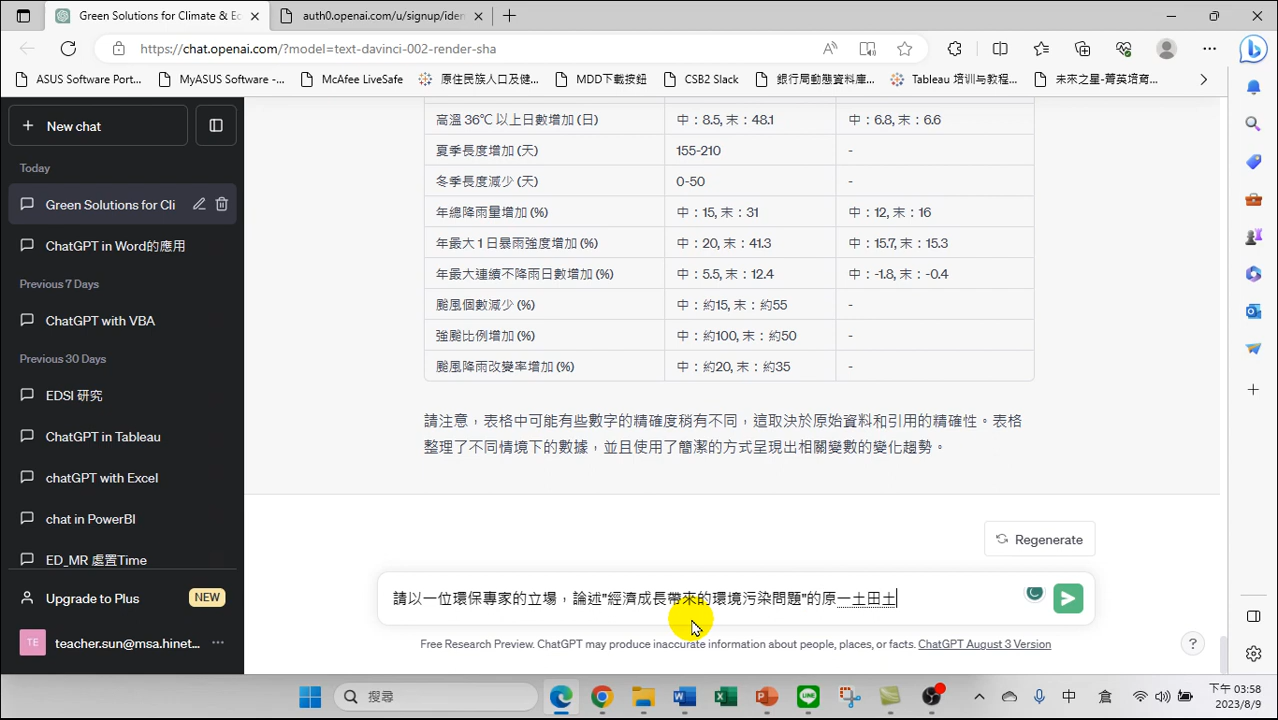 Green Solutions for Climate & Ec
auth0.openai.com/u/signup/iden
https://chat.openai.com/?model=text-davinci-002-render-sha
ASUS Software Port...
MyASUS Software -...
McAfee LiveSafe
原住民族人口及健...
MDD下載按鈕
CSB2 Slack
銀行局動態資料庫...
Tableau 培训与教程...
未來之星-菁英培育...
New chat
Today
Green Solutions for Cli
ChatGPT in Word的應用
Previous 7 Days
ChatGPT with VBA
Previous 30 Days
EDSI 研究
ChatGPT in Tableau
chatGPT with Excel
chat in PowerBI
ED_MR 處置Time
Upgrade to Plus NEW
TE teacher.sun@msa.hinet... ...
高溫 36°C 以上日數增加 (日) 中：8.5, 末：48.1 中：6.8, 末：6.6
夏季長度增加 (天) 155-210 -
冬季長度減少 (天) 0-50 -
年總降雨量增加 (%) 中：15, 末：31 中：12, 末：16
年最大 1 日暴雨強度增加 (%) 中：20, 末：41.3 中：15.7, 末：15.3
年最大連續不降雨日數增加 (%) 中：5.5, 末：12.4 中：-1.8, 末：-0.4
颱風個數減少 (%) 中：約15, 末：約55 -
強颱比例增加 (%) 中：約100, 末：約50 -
颱風降雨改變率增加 (%) 中：約20, 末：約35 -
請注意，表格中可能有些數字的精確度稍有不同，這取決於原始資料和引用的精確性。表格
整理了不同情境下的數據，並且使用了簡潔的方式呈現出相關變數的變化趨勢。
Regenerate
請以一位環保專家的立場，論述"經濟成長帶來的環境污染問題"的原一土田土
Free Research Preview. ChatGPT may produce inaccurate information about people, places, or facts. ChatGPT August 3 Version
?
搜尋
中
下午 03:58
2023/8/9